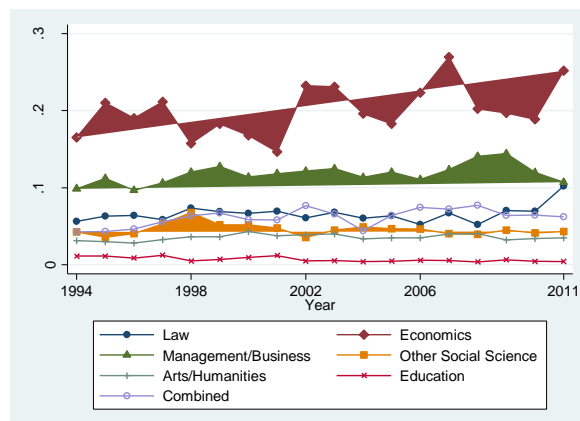 .3
.2
.1
0
1994 1998 2002 2006 2011
Year
Law Economics
Management/Business Other Social Science
Arts/Humanities Education
Combined